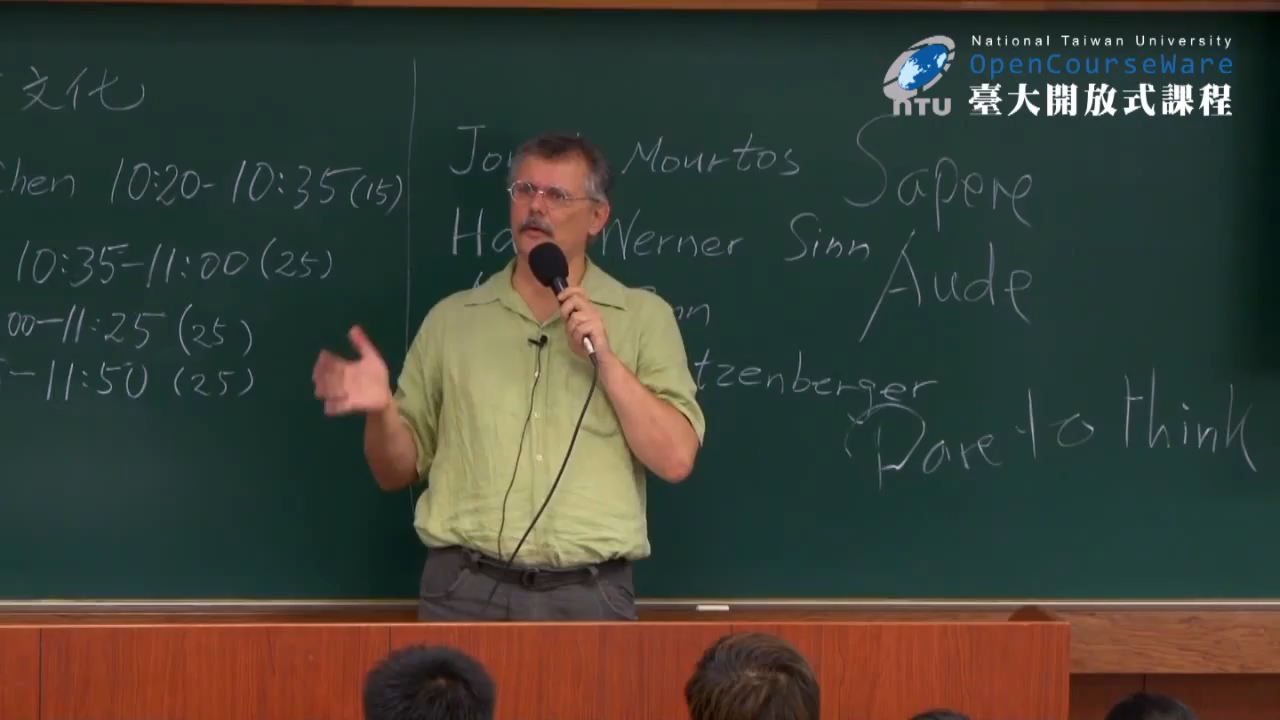 National Taiwan University
OpenCourseWare
臺大開放式課程
nTU
文化
Chen 10:20-10:35(15)
10:35-11:00(25)
00-11:25(25)
-11:50(25)
Mourtos
Werner Sinn
tzenberger
Sapere
Aude
Dare to think